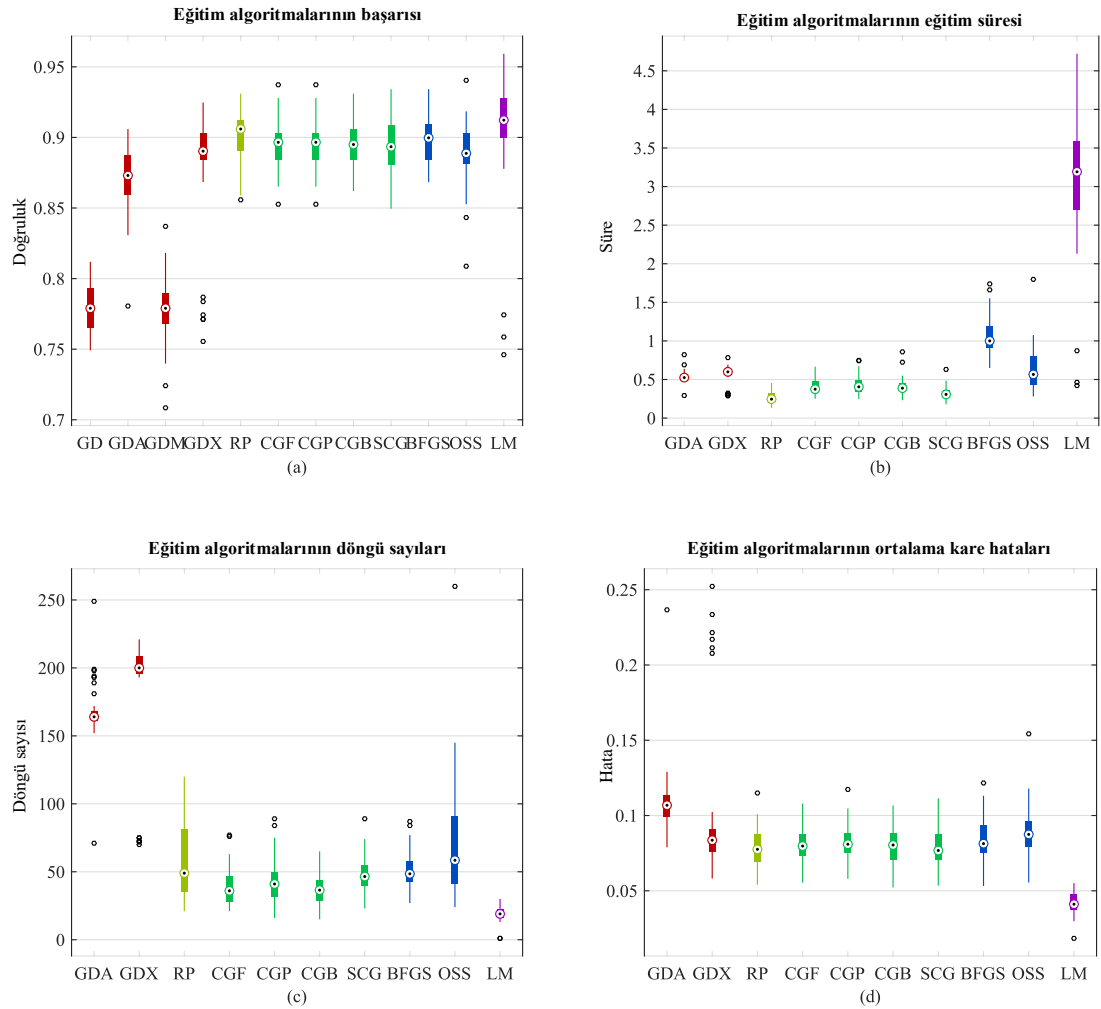 Eğitim algoritmalarının başarısı
0.95
0.9
0.85
0.8
0.75
0.7
Doğruluk
GD GDA GDM GDX RP CGF CGP CGB SCG BFGS OSS LM
(a)
Eğitim algoritmalarının eğitim süresi
4.5
4
3.5
3
2.5
2
1.5
1
0.5
0
Süre
GDA GDX RP CGF CGP CGB SCG BFGS OSS LM
(b)
Eğitim algoritmalarının döngü sayıları
250
200
150
100
50
0
Döngü sayısı
GDA GDX RP CGF CGP CGB SCG BFGS OSS LM
(c)
Eğitim algoritmalarının ortalama kare hataları
0.25
0.2
0.15
0.1
0.05
Hata
GDA GDX RP CGF CGP CGB SCG BFGS OSS LM
(d)